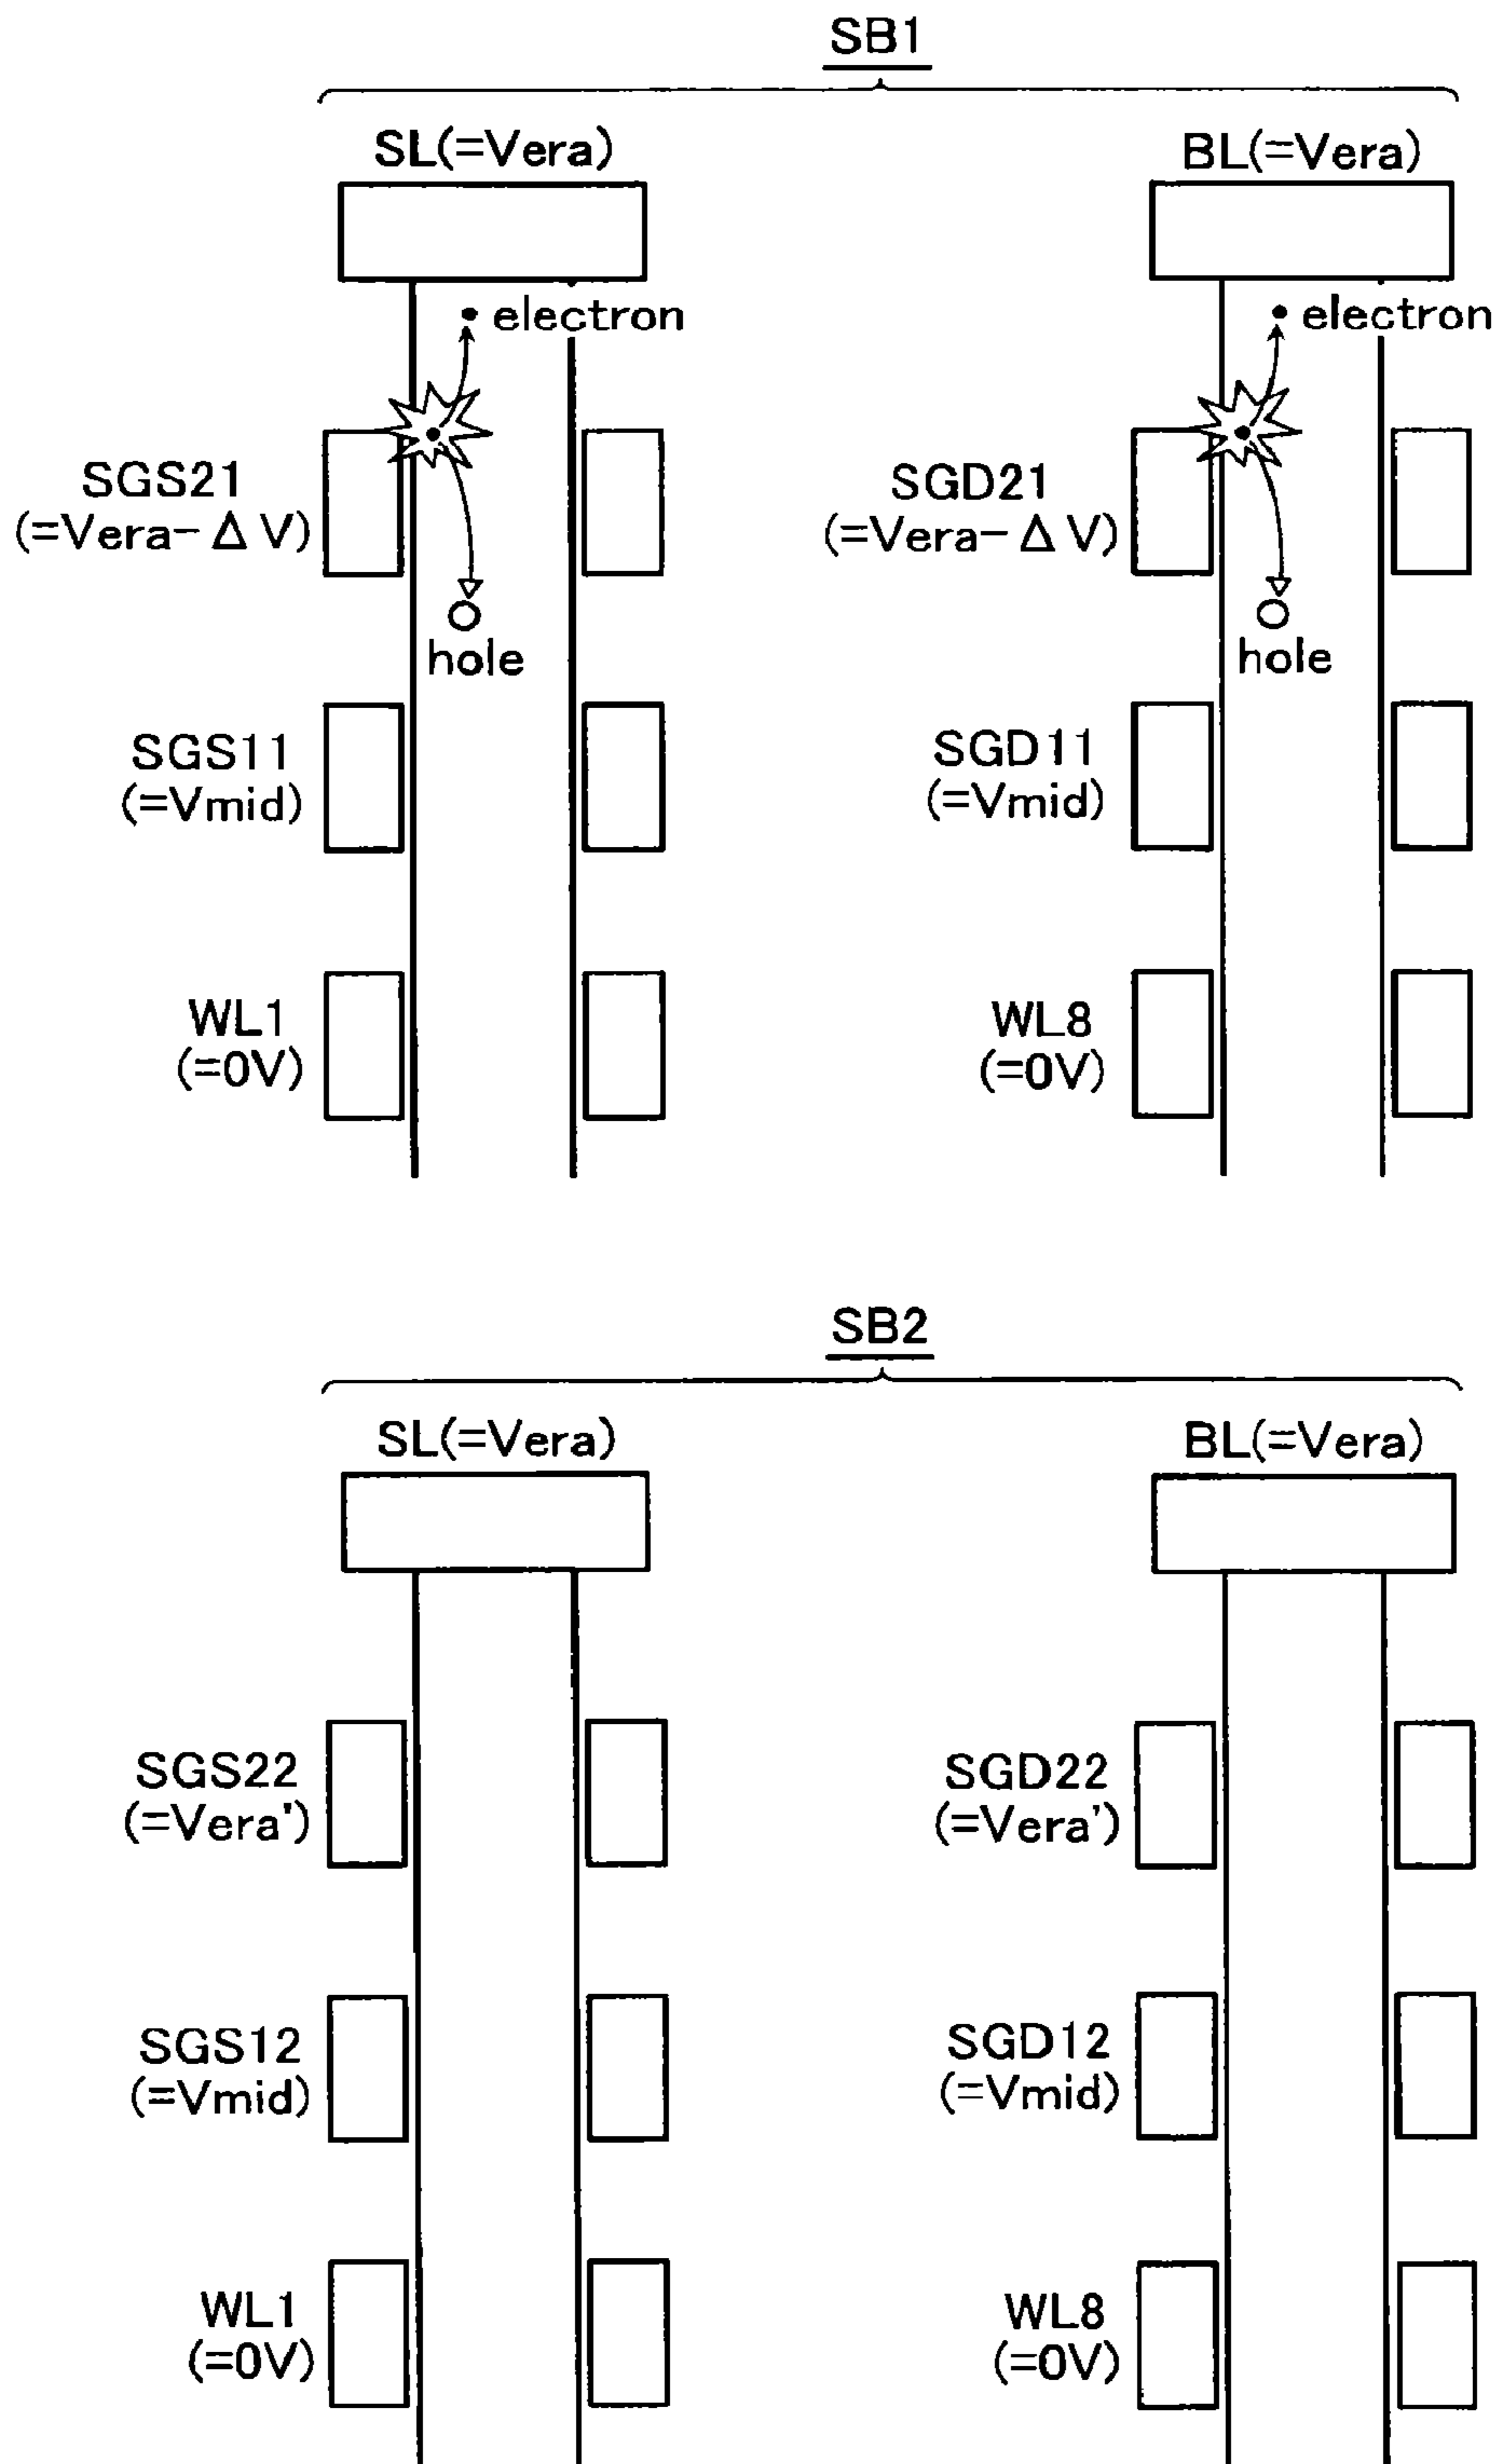 SB1
SL(=Vera)
BL(=Vera)
electron
electron
SGS21
(=Vera-ΔV)
SGD21
(=Vera-ΔV)
hole
hole
SGS11
(=Vmid)
SGD11
(=Vmid)
WL1
(=0V)
WL8
(=0V)
SB2
SL(=Vera)
BL(=Vera)
SGS22
(=Vera')
SGD22
(=Vera')
SGS12
(=Vmid)
SGD12
(=Vmid)
WL1
(=0V)
WL8
(=0V)